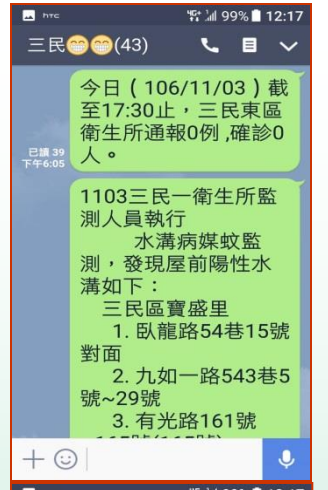 hTC 4G+ 99% 12:17
三民😁😁(43)
今日（106/11/03）截
至17:30止，三民東區
衛生所通報0例 ,確診0
人。
已讀 39
下午6:05
1103三民一衛生所監
測人員執行
水溝病媒蚊監
測，發現屋前陽性水
溝如下：
三民區寶盛里
1. 臥龍路54巷15號
對面
2. 九如一路543巷5
號~29號
3. 有光路161號